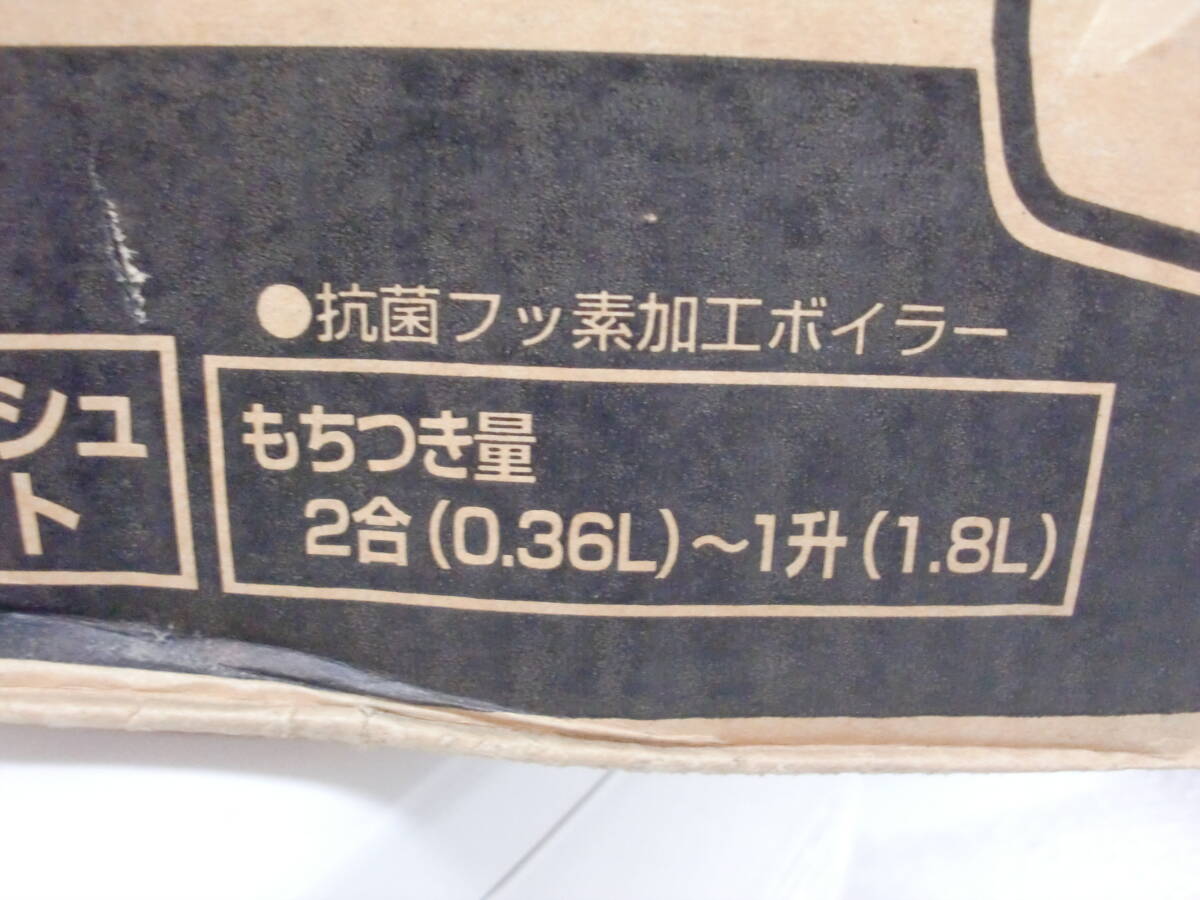 ●抗菌フッ素加工ボイラー
もちつき量
2合(0.36L)～1升(1.8L)
シュ
ト